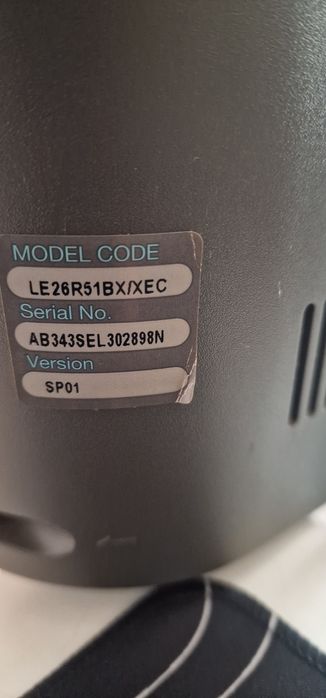 MODEL CODE
LE26R51BX/XEC
Serial No.
AB343SEL302898N
Version
SP01